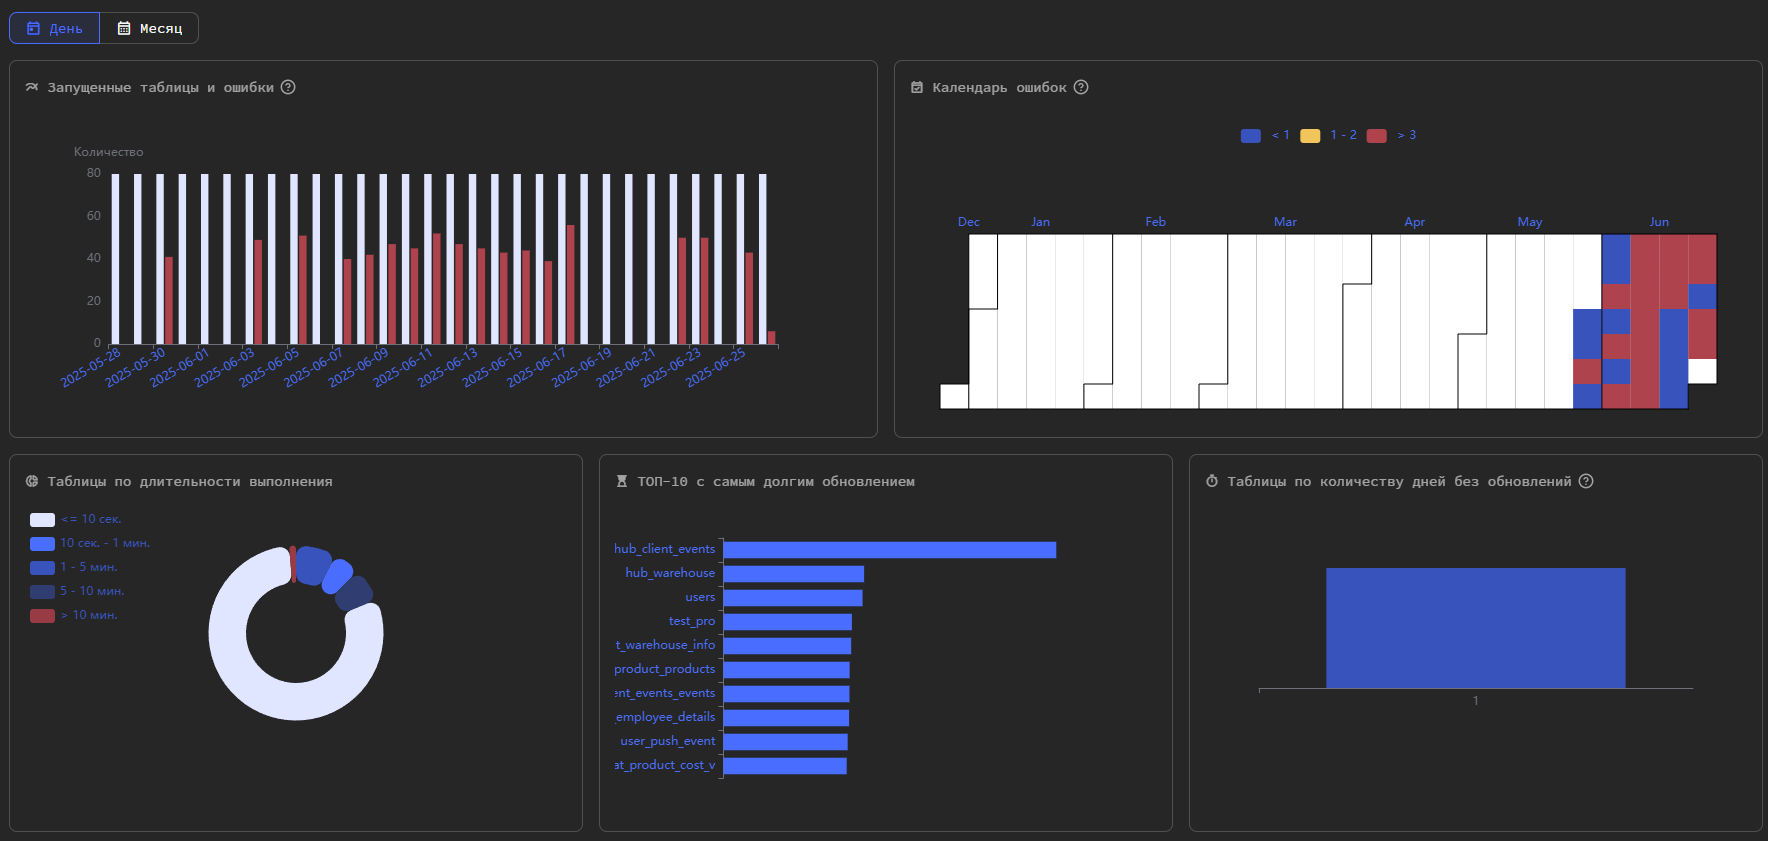 День
Месяц
Запущенные таблицы и ошибки ?
Количество
80
60
40
20
0
2025-05-28
2025-05-30
2025-06-01
2025-06-03
2025-06-05
2025-06-07
2025-06-09
2025-06-11
2025-06-13
2025-06-15
2025-06-17
2025-06-19
2025-06-21
2025-06-23
2025-06-25
Календарь ошибок ?
< 1 1 - 2 > 3
Dec Jan Feb Mar Apr May Jun
Таблицы по длительности выполнения
<= 10 сек.
10 сек. - 1 мин.
1 - 5 мин.
5 - 10 мин.
> 10 мин.
ТОП-10 с самым долгим обновлением
hub_client_events
hub_warehouse
users
test_pro
t_warehouse_info
product_products
ent_events_events
_employee_details
user_push_event
at_product_cost_v
Таблицы по количеству дней без обновлений ?
1